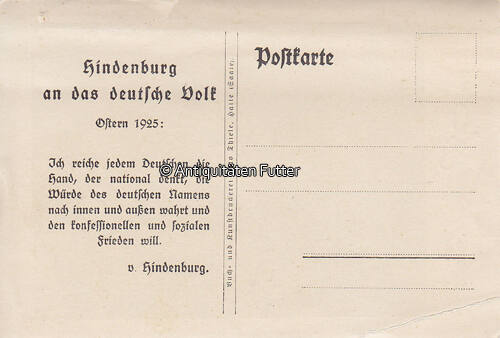 Hindenburg
an das deutsche Volk
Ostern 1925:
Ich reiche jedem Deutschen die
Hand, der national denkt, die
Würde des deutschen Namens
nach innen und außen wahrt und
den konfessionellen und sozialen
Frieden will.
v. Hindenburg.
Buch- und Kunstdruckerei Thiele, Halle (Saale).
Postkarte
© Antiquitäten Futter